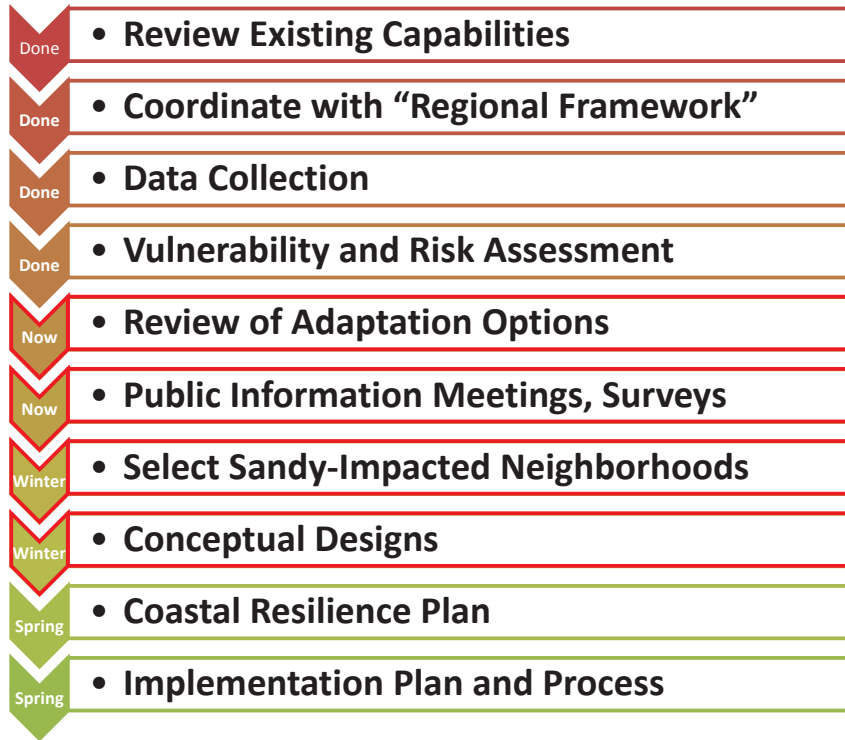 Done • Review Existing Capabilities
Done • Coordinate with “Regional Framework”
Done • Data Collection
Done • Vulnerability and Risk Assessment
Now • Review of Adaptation Options
Now • Public Information Meetings, Surveys
Winter • Select Sandy-Impacted Neighborhoods
Winter • Conceptual Designs
Spring • Coastal Resilience Plan
Spring • Implementation Plan and Process